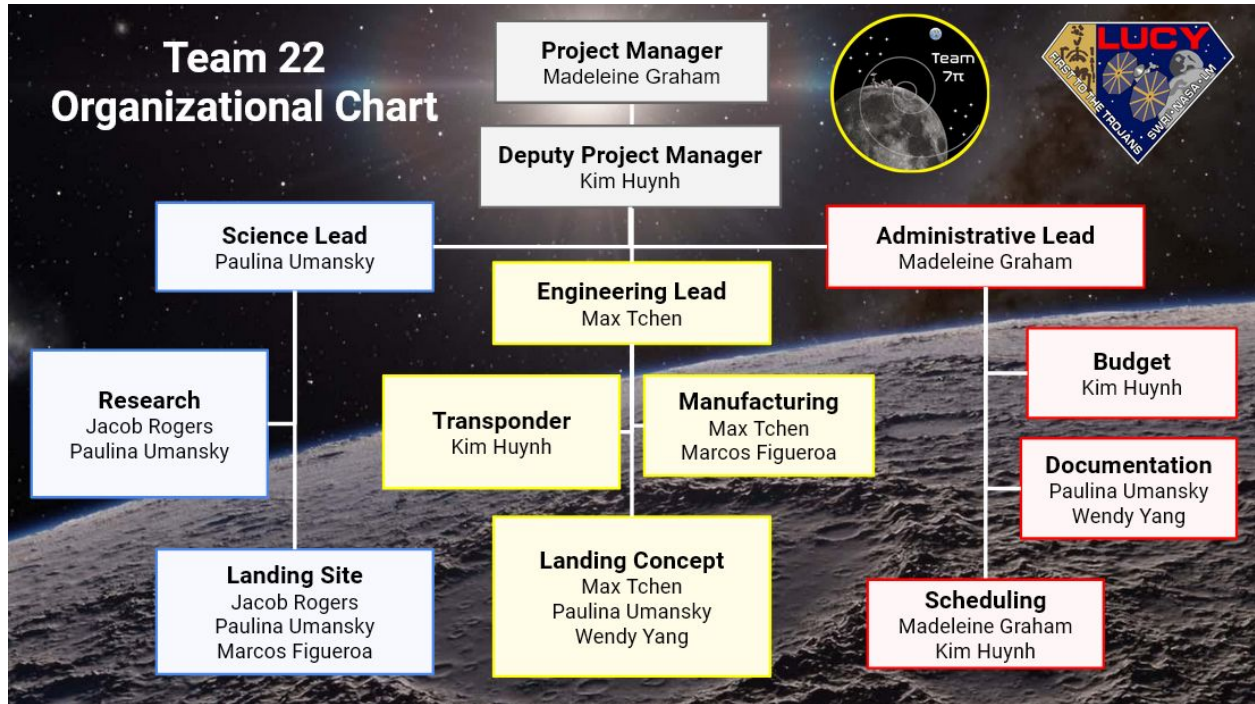 Team 22
Organizational Chart
Project Manager
Madeleine Graham
Team
7π
LUCY
FIRST TO THE TROJANS
SWRI•NASA•LM
Deputy Project Manager
Kim Huynh
Science Lead
Paulina Umansky
Engineering Lead
Max Tchen
Administrative Lead
Madeleine Graham
Research
Jacob Rogers
Paulina Umansky
Transponder
Kim Huynh
Manufacturing
Max Tchen
Marcos Figueroa
Budget
Kim Huynh
Documentation
Paulina Umansky
Wendy Yang
Landing Site
Jacob Rogers
Paulina Umansky
Marcos Figueroa
Landing Concept
Max Tchen
Paulina Umansky
Wendy Yang
Scheduling
Madeleine Graham
Kim Huynh